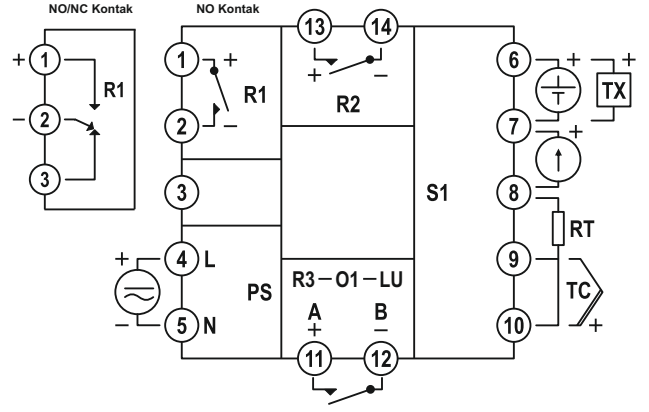 NO/NC Kontak
NO Kontak
13
14
+
1
R1
−
2
3
1
+
R1
2
−
+
−
R2
6
+
+
TX
7
+
3
8
S1
RT
+
4
L
9
PS
R3−O1−LU
TC
−
5
N
A
B
+
−
10
+
11
12